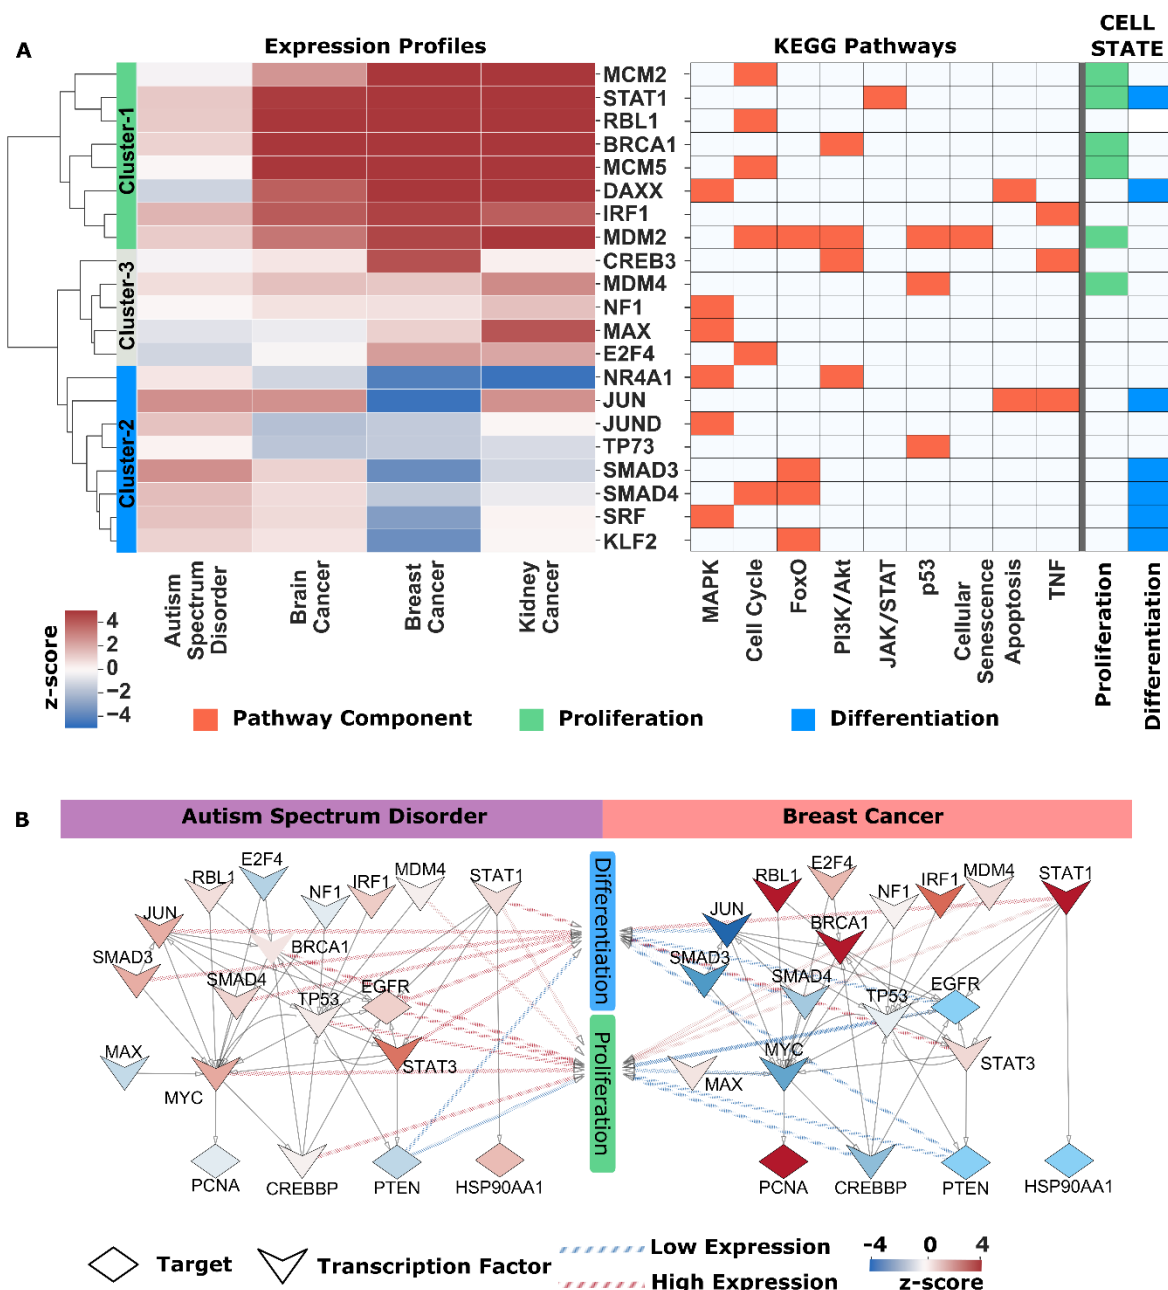 A
Expression Profiles
KEGG Pathways
CELL
STATE
Cluster-1
Cluster-3
Cluster-2
MCM2
STAT1
RBL1
BRCA1
MCM5
DAXX
IRF1
MDM2
CREB3
MDM4
NF1
MAX
E2F4
NR4A1
JUN
JUND
TP73
SMAD3
SMAD4
SRF
KLF2
Autism
Spectrum
Disorder
Brain
Cancer
Breast
Cancer
Kidney
Cancer
MAPK
Cell Cycle
FoxO
PI3K/Akt
JAK/STAT
p53
Cellular
Senescence
Apoptosis
TNF
Proliferation
Differentiation
z-score
4
2
0
−2
−4
Pathway Component
Proliferation
Differentiation
B
Autism Spectrum Disorder
Breast Cancer
Differentiation
Proliferation
E2F4
RBL1
NF1
IRF1
MDM4
STAT1
JUN
BRCA1
SMAD3
SMAD4
TP53
EGFR
MAX
MYC
STAT3
PCNA
CREBBP
PTEN
HSP90AA1
E2F4
RBL1
NF1
IRF1
MDM4
STAT1
JUN
BRCA1
SMAD3
SMAD4
TP53
EGFR
MYC
MAX
STAT3
PCNA
CREBBP
PTEN
HSP90AA1
Target
Transcription Factor
Low Expression
High Expression
-4
0
4
z-score